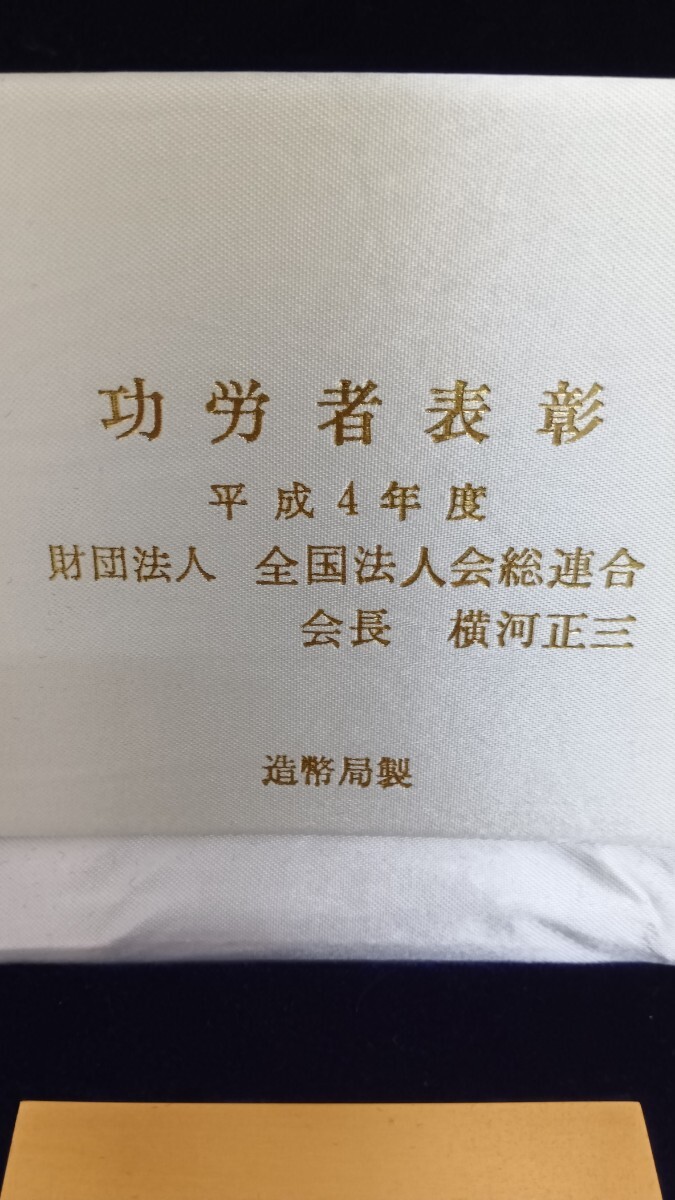 功労者表彰
平成4年度
財団法人 全国法人会総連合
会長 横河正三
造幣局製